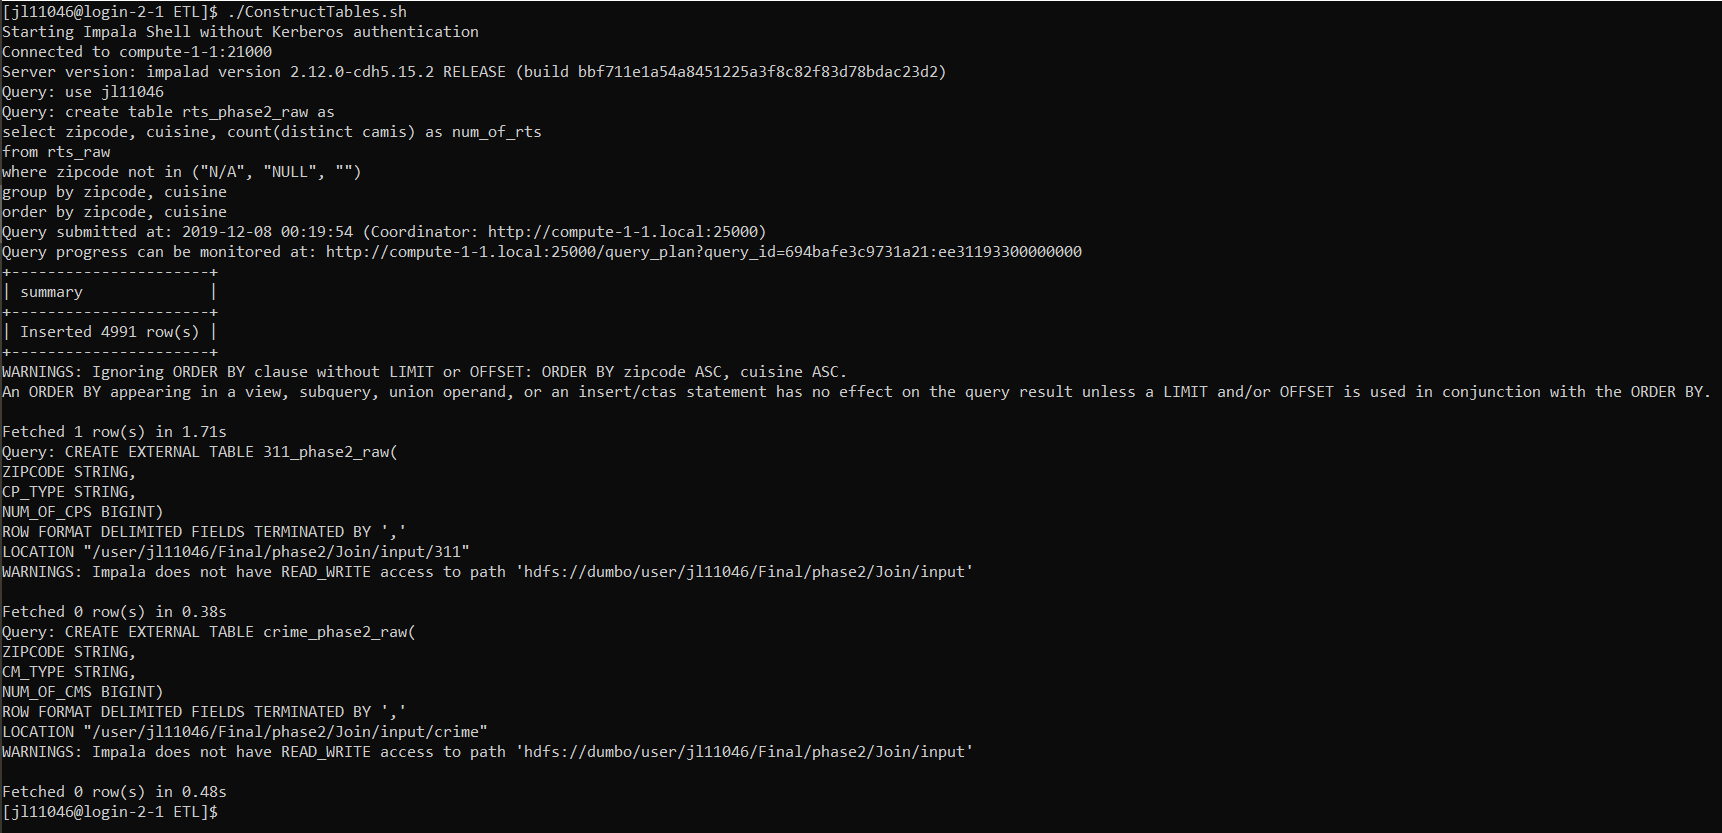 [jl11046@login-2-1 ETL]$ ./ConstructTables.sh
Starting Impala Shell without Kerberos authentication
Connected to compute-1-1:21000
Server version: impalad version 2.12.0-cdh5.15.2 RELEASE (build bbf711e1a54a8451225a3f8c82f83d78bdac23d2)
Query: use jl11046
Query: create table rts_phase2_raw as
select zipcode, cuisine, count(distinct camis) as num_of_rts
from rts_raw
where zipcode not in ("N/A", "NULL", "")
group by zipcode, cuisine
order by zipcode, cuisine
Query submitted at: 2019-12-08 00:19:54 (Coordinator: http://compute-1-1.local:25000)
Query progress can be monitored at: http://compute-1-1.local:25000/query_plan?query_id=694bafe3c9731a21:ee31193300000000
+----------------------+
| summary              |
+----------------------+
| Inserted 4991 row(s) |
+----------------------+
WARNINGS: Ignoring ORDER BY clause without LIMIT or OFFSET: ORDER BY zipcode ASC, cuisine ASC.
An ORDER BY appearing in a view, subquery, union operand, or an insert/ctas statement has no effect on the query result unless a LIMIT and/or OFFSET is used in conjunction with the ORDER BY.
Fetched 1 row(s) in 1.71s
Query: CREATE EXTERNAL TABLE 311_phase2_raw(
ZIPCODE STRING,
CP_TYPE STRING,
NUM_OF_CPS BIGINT)
ROW FORMAT DELIMITED FIELDS TERMINATED BY ','
LOCATION "/user/jl11046/Final/phase2/Join/input/311"
WARNINGS: Impala does not have READ_WRITE access to path 'hdfs://dumbo/user/jl11046/Final/phase2/Join/input'
Fetched 0 row(s) in 0.38s
Query: CREATE EXTERNAL TABLE crime_phase2_raw(
ZIPCODE STRING,
CM_TYPE STRING,
NUM_OF_CMS BIGINT)
ROW FORMAT DELIMITED FIELDS TERMINATED BY ','
LOCATION "/user/jl11046/Final/phase2/Join/input/crime"
WARNINGS: Impala does not have READ_WRITE access to path 'hdfs://dumbo/user/jl11046/Final/phase2/Join/input'
Fetched 0 row(s) in 0.48s
[jl11046@login-2-1 ETL]$